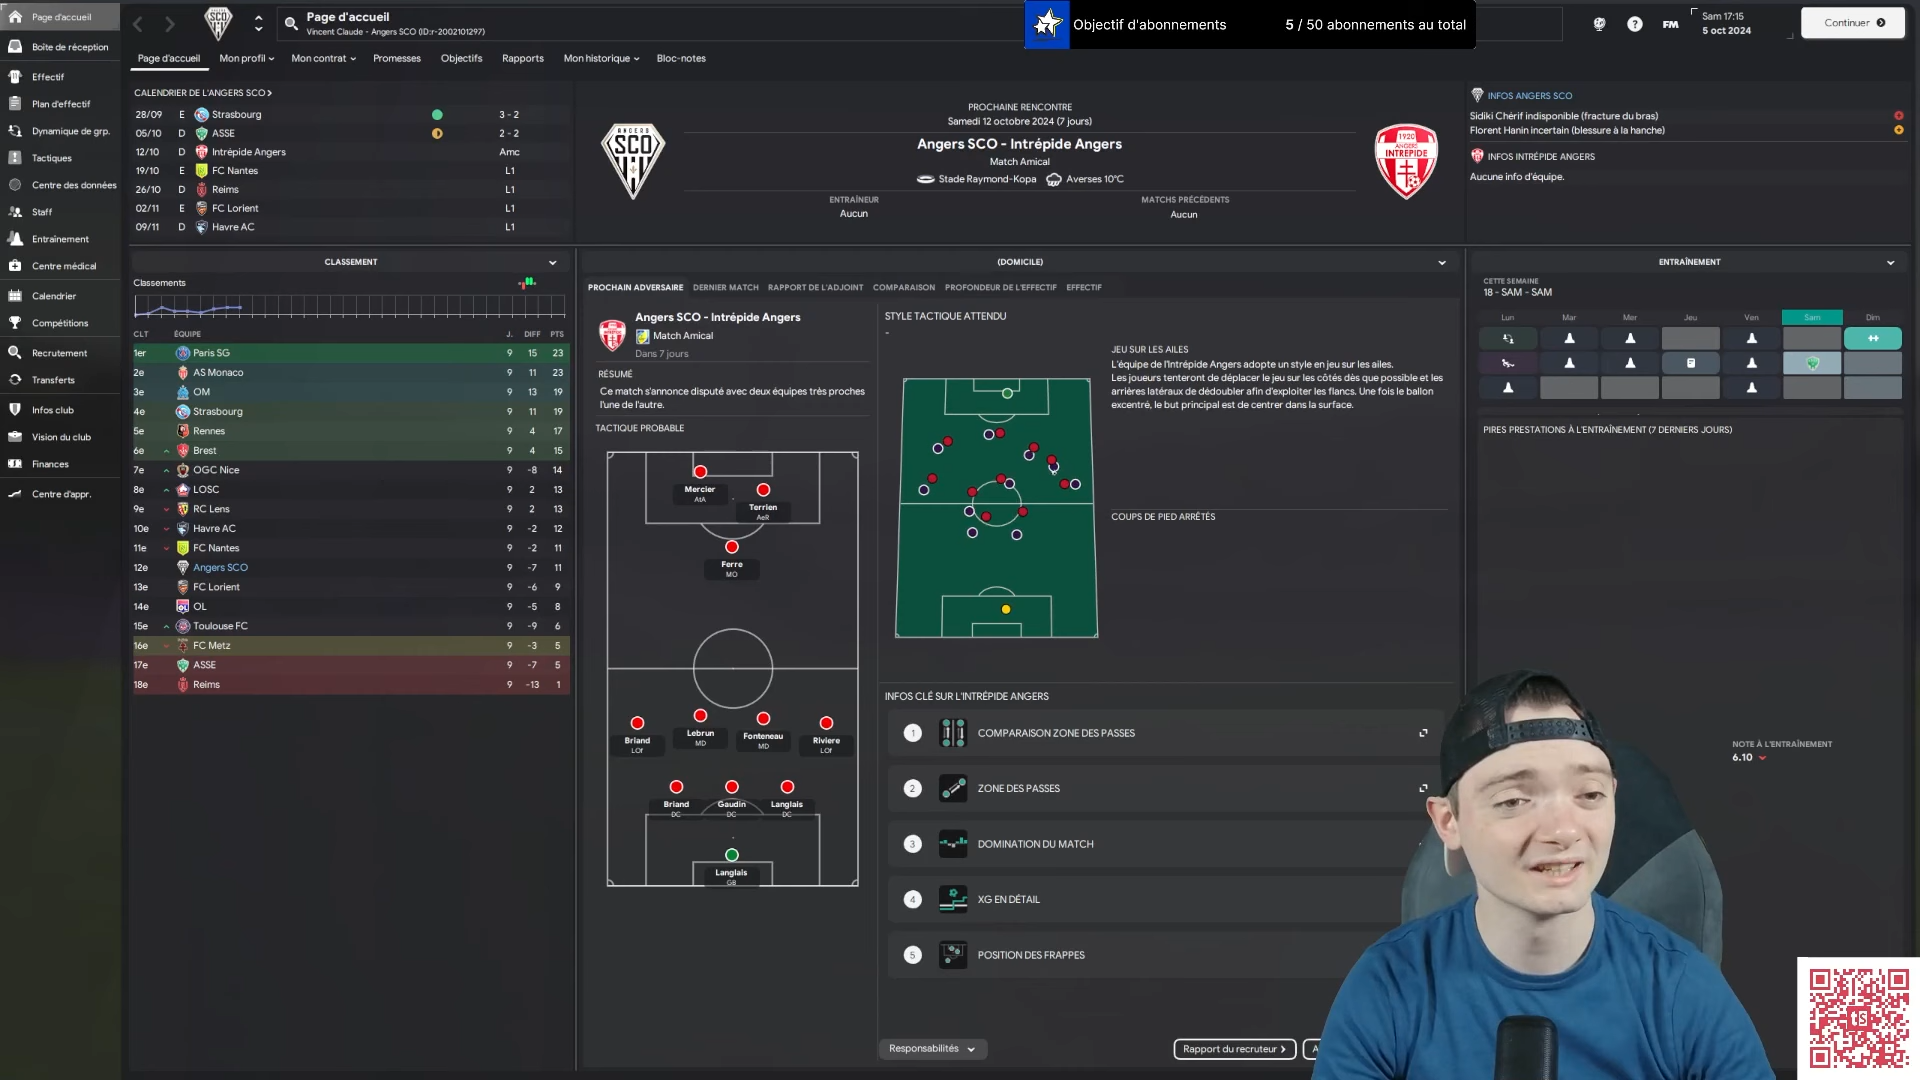 Page d'accueil
Boîte de réception
Effectif
Plan d'effectif
Dynamique de grp.
Tactiques
Centre des données
Staff
Entraînement
Centre médical
Calendrier
Compétitions
Recrutement
Transferts
Infos club
Vision du club
Finances
Centre d'appr.
Page d'accueil
Vincent Claude - Angers SCO (ID:r-2002101297)
Objectif d'abonnements 5 / 50 abonnements au total
FM
Sam 17:15
5 oct 2024
Continuer
Page d'accueil Mon profil Mon contrat Promesses Objectifs Rapports Mon historique Bloc-notes
CALENDRIER DE L'ANGERS SCO
28/09 E Strasbourg 3 - 2
05/10 D ASSE 2 - 2
12/10 D Intrépide Angers Amc
19/10 E FC Nantes L1
26/10 D Reims L1
02/11 E FC Lorient L1
09/11 D Havre AC L1
ANGERS
SCO
PROCHAINE RENCONTRE
Samedi 12 octobre 2024 (7 jours)
Angers SCO - Intrépide Angers
Match Amical
Stade Raymond-Kopa Averses 10°C
ENTRAÎNEUR
Aucun
MATCHS PRÉCÉDENTS
Aucun
1920
ANGERS
INTREPIDE
INFOS ANGERS SCO
Sidiki Chérif indisponible (fracture du bras)
Florent Hanin incertain (blessure à la hanche)
INFOS INTRÉPIDE ANGERS
Aucune info d'équipe.
CLASSEMENT
Classements
CLT ÉQUIPE J. DIFF PTS
1er Paris SG 9 15 23
2e AS Monaco 9 11 23
3e OM 9 13 19
4e Strasbourg 9 11 19
5e Rennes 9 4 17
6e Brest 9 4 15
7e OGC Nice 9 -8 14
8e LOSC 9 2 13
9e RC Lens 9 2 13
10e Havre AC 9 -2 12
11e FC Nantes 9 -2 11
12e Angers SCO 9 -7 11
13e FC Lorient 9 -6 9
14e OL 9 -5 8
15e Toulouse FC 9 -9 6
16e FC Metz 9 -3 5
17e ASSE 9 -7 5
18e Reims 9 -13 1
(DOMICILE)
PROCHAIN ADVERSAIRE DERNIER MATCH RAPPORT DE L'ADJOINT COMPARAISON PROFONDEUR DE L'EFFECTIF EFFECTIF
Angers SCO - Intrépide Angers
Match Amical
Dans 7 jours
RÉSUMÉ
Ce match s'annonce disputé avec deux équipes très proches
l'une de l'autre.
TACTIQUE PROBABLE
Mercier
AtA
Terrien
AeR
Ferre
MO
Briand
LOf
Lebrun
MD
Fonteneau
MD
Riviere
LOf
Briand
DC
Gaudin
DC
Langlais
DC
Langlais
GB
STYLE TACTIQUE ATTENDU
-
JEU SUR LES AILES
L'équipe de l'Intrépide Angers adopte un style en jeu sur les ailes.
Les joueurs tenteront de déplacer le jeu sur les côtés dès que possible et les
arrières latéraux de dédoubler afin d'exploiter les flancs. Une fois le ballon
excentré, le but principal est de centrer dans la surface.
COUPS DE PIED ARRÊTÉS
INFOS CLÉ SUR L'INTRÉPIDE ANGERS
1 COMPARAISON ZONE DES PASSES
2 ZONE DES PASSES
3 DOMINATION DU MATCH
4 XG EN DÉTAIL
5 POSITION DES FRAPPES
Responsabilités
Rapport du recruteur
ENTRAÎNEMENT
CETTE SEMAINE
18 - SAM - SAM
Lun Mar Mer Jeu Ven Sam Dim
PIRES PRESTATIONS À L'ENTRAÎNEMENT (7 DERNIERS JOURS)
NOTE À L'ENTRAÎNEMENT
6.10